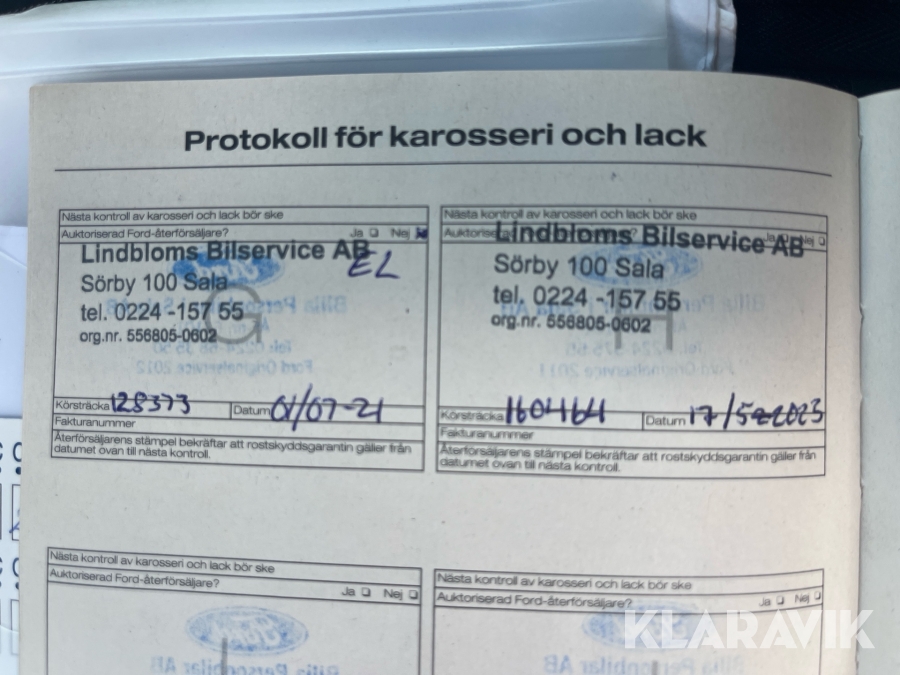 Protokoll för karosseri och lack
Nästa kontroll av karosseri och lack bör ske
Auktoriserad Ford-återförsäljare? Ja Nej
Lindbloms Bilservice AB
EL
Sörby 100 Sala
tel. 0224 -157 55
org.nr. 556805-0602
G
Körsträcka 128373 Datum 01/07-21
Fakturanummer
Återförsäljarens stämpel bekräftar att rostskyddsgarantin gäller från
datumet ovan till nästa kontroll.
Nästa kontroll av karosseri och lack bör ske
Lindbloms Bilservice AB
Sörby 100 Sala
tel. 0224 -157 55
org.nr. 556805-0602
H
Körsträcka 160464 Datum 17/5-2023
Fakturanummer
Återförsäljarens stämpel bekräftar att rostskyddsgarantin gäller från
datumet ovan till nästa kontroll.
Nästa kontroll av karosseri och lack bör ske
Auktoriserad Ford-återförsäljare? Ja Nej
Nästa kontroll av karosseri och lack bör ske
Auktoriserad Ford-återförsäljare? Ja Nej
KLARAVIK